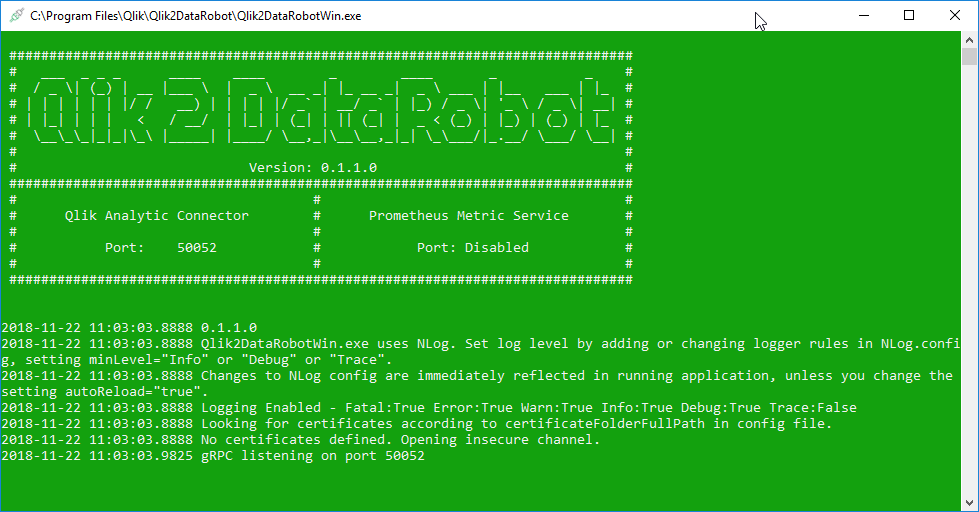 C:\Program Files\Qlik\Qlik2DataRobot\Qlik2DataRobotWin.exe
##############################################################################
Qlik2DataRobot
# Version: 0.1.1.0 #
##############################################################################
# # #
# Qlik Analytic Connector # Prometheus Metric Service #
# # #
# Port: 50052 # Port: Disabled #
# # #
##############################################################################
2018-11-22 11:03:03.8888 0.1.1.0
2018-11-22 11:03:03.8888 Qlik2DataRobotWin.exe uses NLog. Set log level by adding or changing logger rules in NLog.confi
g, setting minLevel="Info" or "Debug" or "Trace".
2018-11-22 11:03:03.8888 Changes to NLog config are immediately reflected in running application, unless you change the
setting autoReload="true".
2018-11-22 11:03:03.8888 Logging Enabled - Fatal:True Error:True Warn:True Info:True Debug:True Trace:False
2018-11-22 11:03:03.8888 Looking for certificates according to certificateFolderFullPath in config file.
2018-11-22 11:03:03.8888 No certificates defined. Opening insecure channel.
2018-11-22 11:03:03.9825 gRPC listening on port 50052